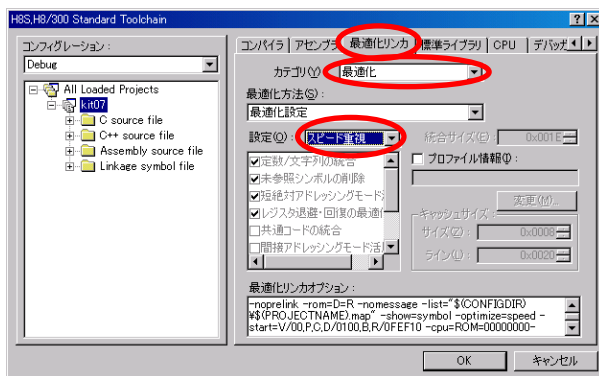 H8S,H8/300 Standard Toolchain
コンフィグレーション:
Debug
All Loaded Projects
kit07
C source file
C++ source file
Assembly source file
Linkage symbol file
コンパイラ アセンブラ 最適化リンカ 標準ライブラリ CPU デバッガ
カテゴリ(Y): 最適化
最適化方法(S):
最適化設定
設定(O): スピード重視 統合サイズ(E): 0x001E
定数/文字列の統合
未参照シンボルの削除
短絶対アドレッシングモード
レジスタ退避・回復の最適
共通コードの統合
間接アドレッシングモード活
プロファイル情報(I):
変更(M)...
キャッシュサイズ:
サイズ(Z): 0x0008
ライン(L): 0x0020
最適化リンカオプション:
-noprelink -rom=D=R -nomessage -list="$(CONFIGDIR)
¥$(PROJECTNAME).map" -show=symbol -optimize=speed -
start=V/00,P,C,D/0100,B,R/0FEF10 -cpu=ROM=00000000-
OK キャンセル